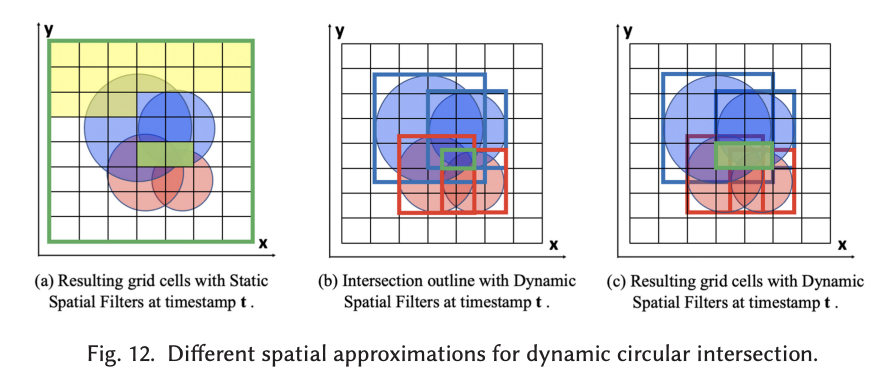 y
y
y
x
x
x
(a) Resulting grid cells with Static
Spatial Filters at timestamp t .
(b) Intersection outline with Dynamic
Spatial Filters at timestamp t .
(c) Resulting grid cells with Dynamic
Spatial Filters at timestamp t .
Fig. 12. Different spatial approximations for dynamic circular intersection.